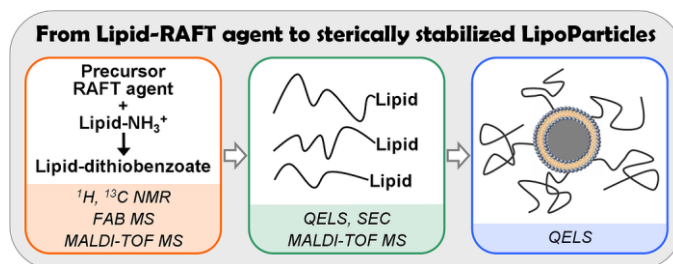 From Lipid-RAFT agent to sterically stabilized LipoParticles
Precursor
RAFT agent
+
Lipid-NH₃⁺
Lipid-dithiobenzoate
¹H, ¹³C NMR
FAB MS
MALDI-TOF MS
Lipid
Lipid
Lipid
QELS, SEC
MALDI-TOF MS
QELS